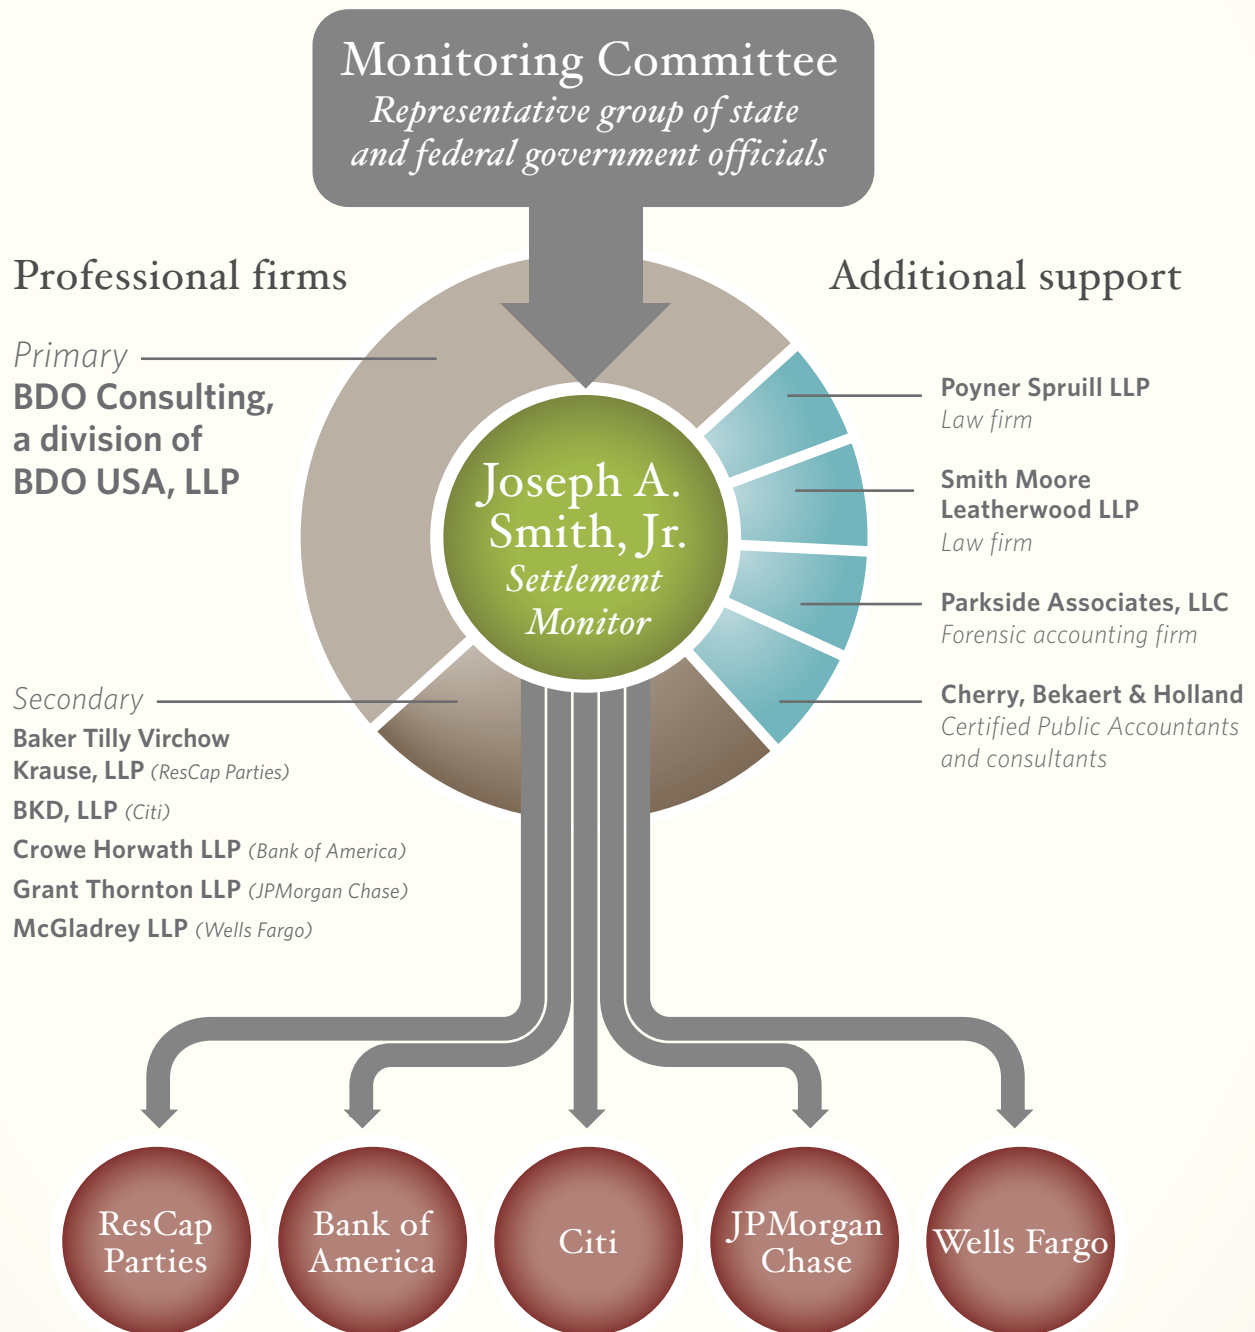 Monitoring Committee
Representative group of state
and federal government officials
Professional firms
Primary
BDO Consulting,
a division of
BDO USA, LLP
Secondary
Baker Tilly Virchow
Krause, LLP (ResCap Parties)
BKD, LLP (Citi)
Crowe Horwath LLP (Bank of America)
Grant Thornton LLP (JPMorgan Chase)
McGladrey LLP (Wells Fargo)
Joseph A.
Smith, Jr.
Settlement
Monitor
Additional support
Poyner Spruill LLP
Law firm
Smith Moore
Leatherwood LLP
Law firm
Parkside Associates, LLC
Forensic accounting firm
Cherry, Bekaert & Holland
Certified Public Accountants
and consultants
ResCap
Parties
Bank of
America
Citi
JPMorgan
Chase
Wells Fargo